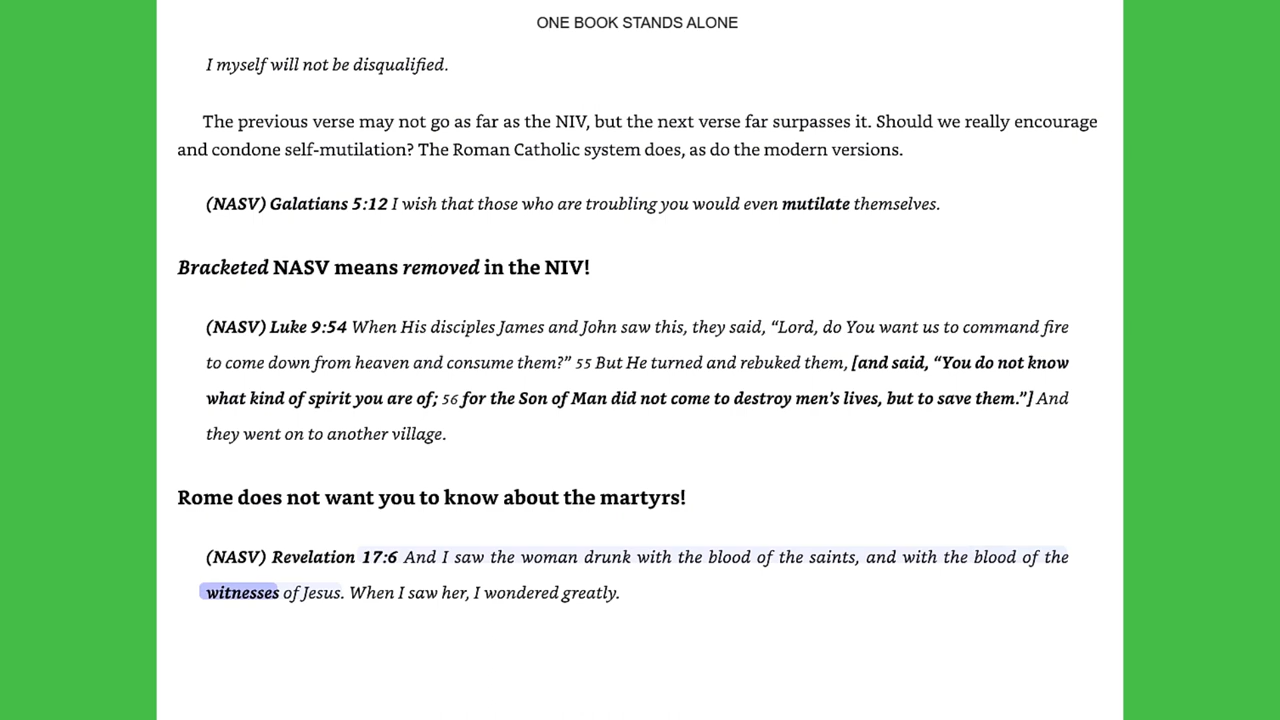 ONE BOOK STANDS ALONE
I myself will not be disqualified.
The previous verse may not go as far as the NIV, but the next verse far surpasses it. Should we really encourage
and condone self-mutilation? The Roman Catholic system does, as do the modern versions.
(NASV) Galatians 5:12 I wish that those who are troubling you would even mutilate themselves.
Bracketed NASV means removed in the NIV!
(NASV) Luke 9:54 When His disciples James and John saw this, they said, “Lord, do You want us to command fire
to come down from heaven and consume them?” 55 But He turned and rebuked them, [and said, “You do not know
what kind of spirit you are of; 56 for the Son of Man did not come to destroy men’s lives, but to save them.”] And
they went on to another village.
Rome does not want you to know about the martyrs!
(NASV) Revelation 17:6 And I saw the woman drunk with the blood of the saints, and with the blood of the
witnesses of Jesus. When I saw her, I wondered greatly.